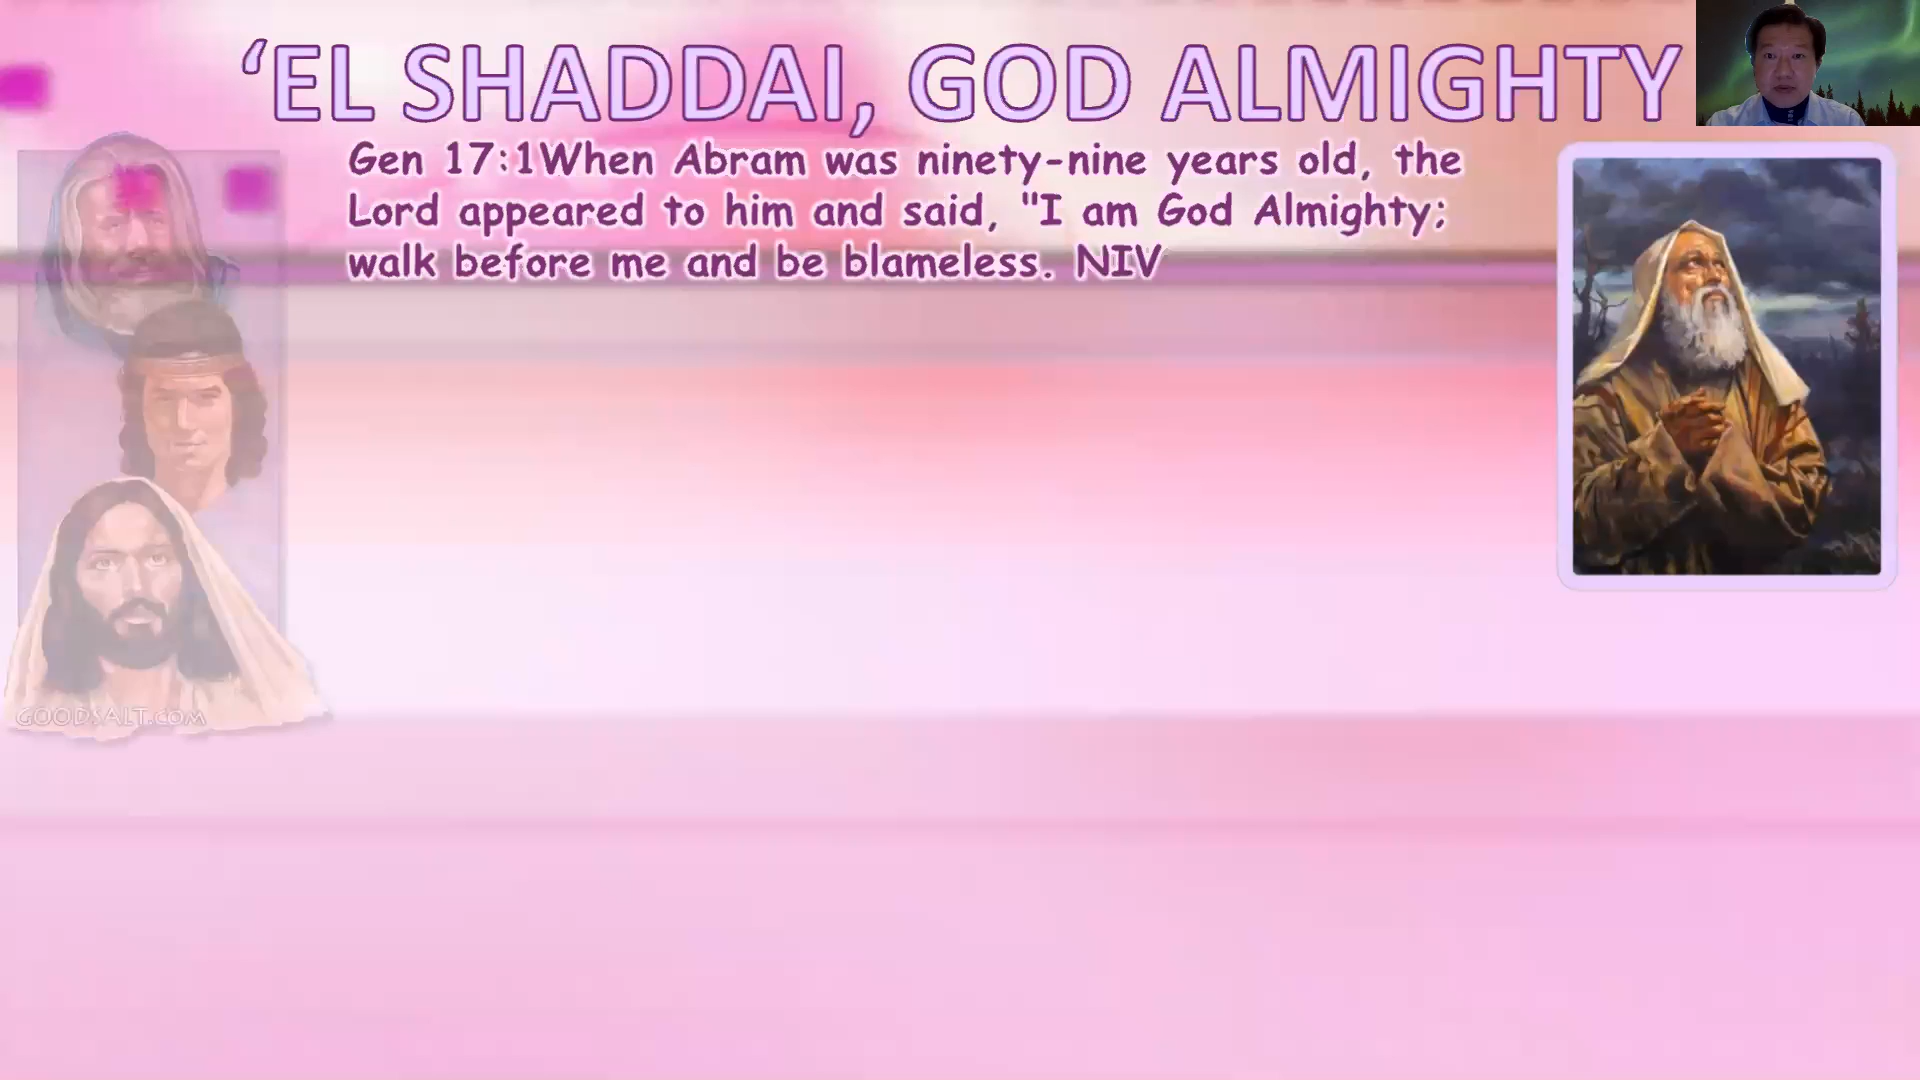 ‘EL SHADDAI, GOD ALMIGHTY
Gen 17:1When Abram was ninety-nine years old, the
Lord appeared to him and said, "I am God Almighty;
walk before me and be blameless. NIV
GOODSALT.COM